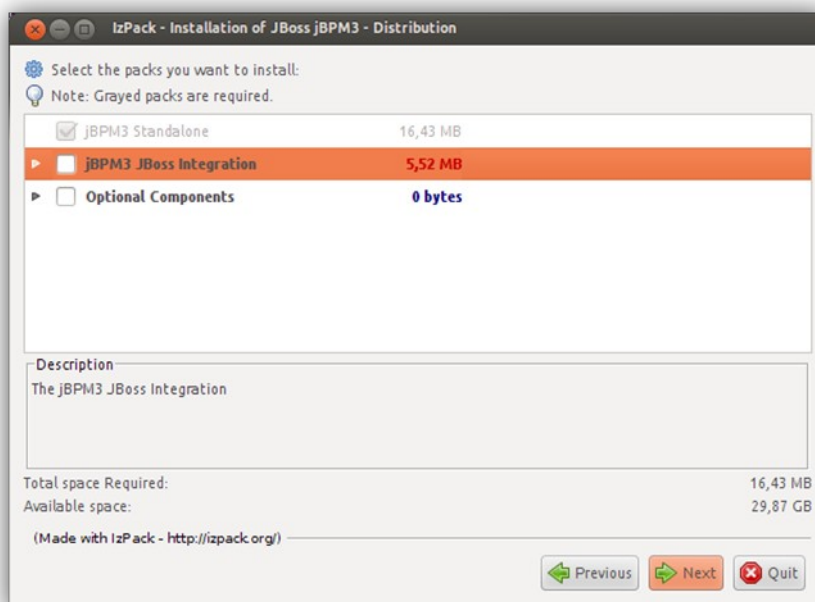 IzPack - Installation of JBoss jBPM3 - Distribution
Select the packs you want to install:
Note: Grayed packs are required.
jBPM3 Standalone 16,43 MB
jBPM3 JBoss Integration 5,52 MB
Optional Components 0 bytes
Description
The jBPM3 JBoss Integration
Total space Required: 16,43 MB
Available space: 29,87 GB
(Made with IzPack - http://izpack.org/)
Previous Next Quit